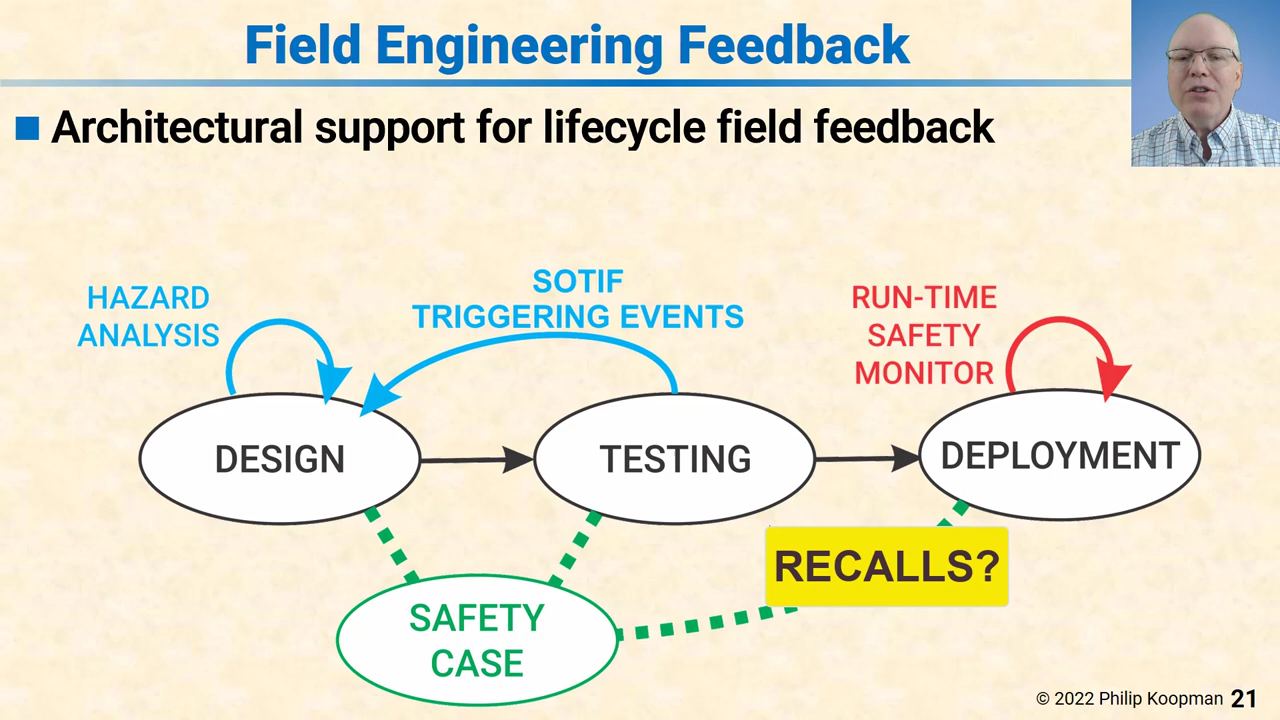 Field Engineering Feedback
Architectural support for lifecycle field feedback
HAZARD
ANALYSIS
SOTIF
TRIGGERING EVENTS
RUN-TIME
SAFETY
MONITOR
DESIGN
TESTING
DEPLOYMENT
RECALLS?
SAFETY
CASE
© 2022 Philip Koopman 21